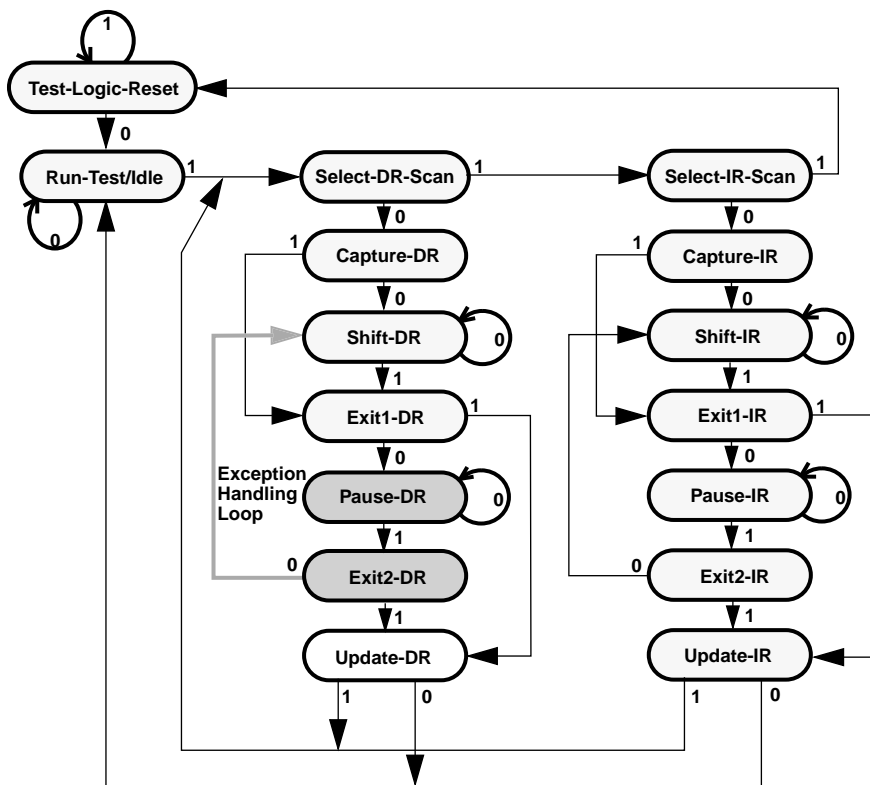 1
Test-Logic-Reset
0
Run-Test/Idle
1
0
Select-DR-Scan
1
Select-IR-Scan
1
0
0
1
Capture-DR
1
Capture-IR
0
0
Shift-DR
0
Shift-IR
0
1
1
Exit1-DR
1
Exit1-IR
1
0
0
Exception
Handling
Loop
Pause-DR
0
Pause-IR
0
1
1
0
Exit2-DR
0
Exit2-IR
1
1
Update-DR
Update-IR
1
0
1
0